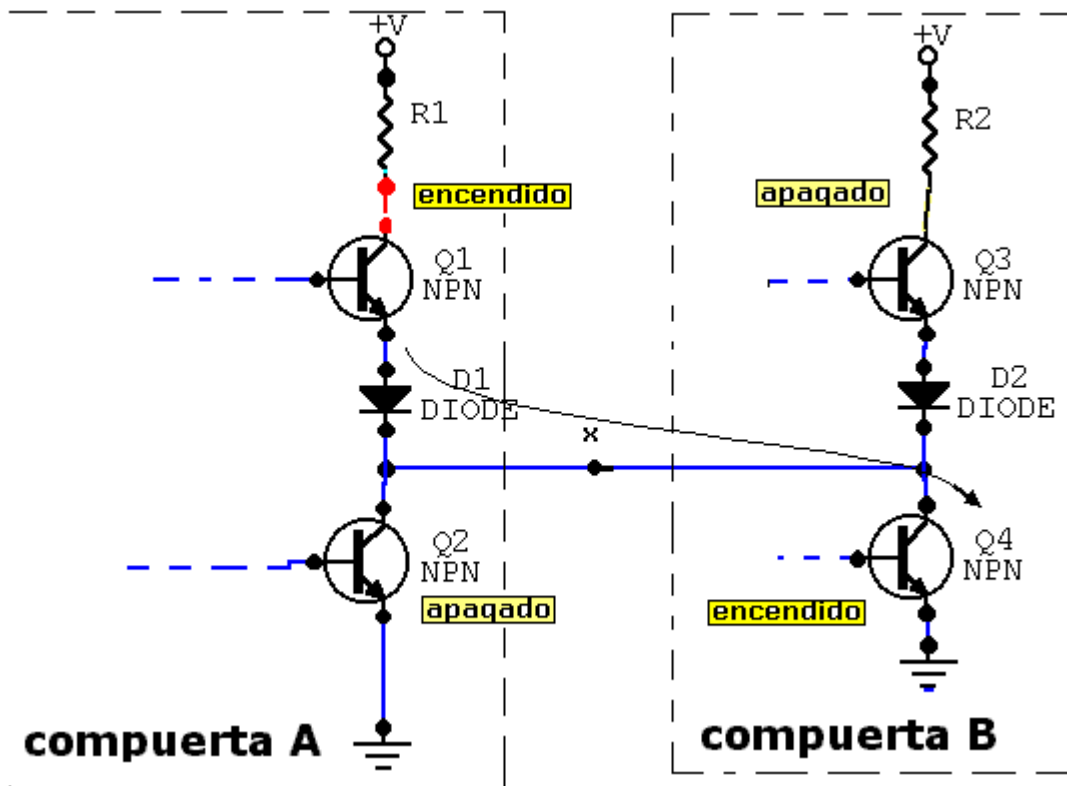 +V
R1
encendido
Q1
NPN
D1
DIODE
Q2
NPN
apagado
compuerta A
x
+V
R2
apagado
Q3
NPN
D2
DIODE
Q4
NPN
encendido
compuerta B